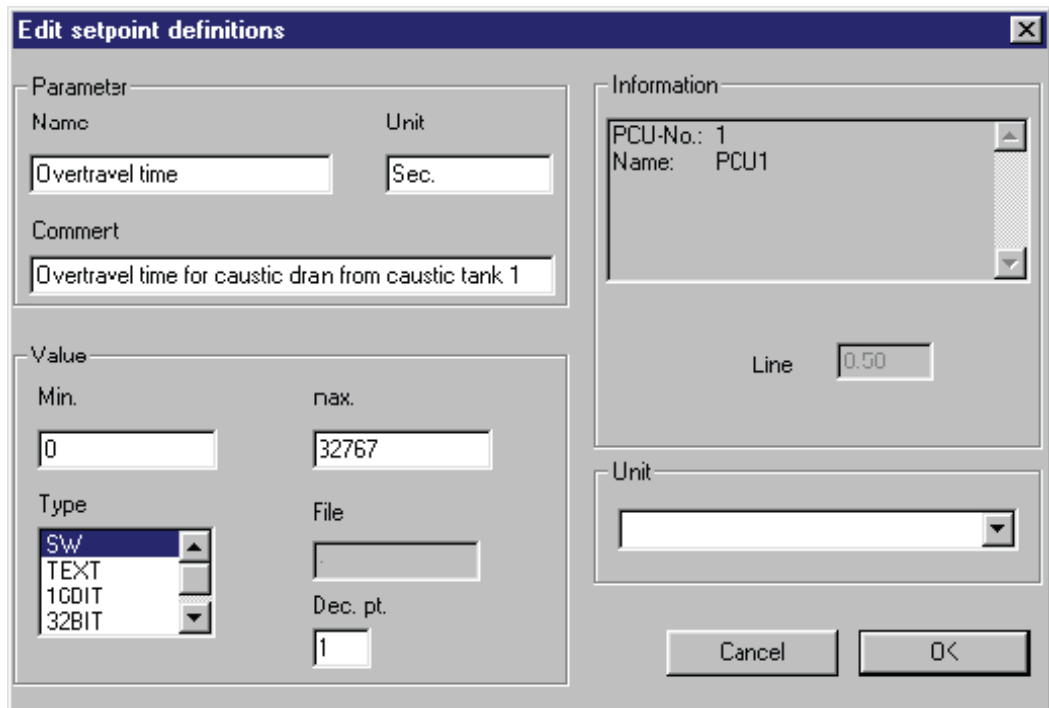 Edit setpoint definitions
Parameter
Name Unit
Overtravel time Sec.
Commert
Overtravel time for caustic dran from caustic tank 1
Value
Min. max.
0 32767
Type File
SW
TEXT
16DIT
32BIT
.
Dec. pt.
1
Information
PCU-No.: 1
Name: PCU1
Line 0.50
Unit
Cancel OK